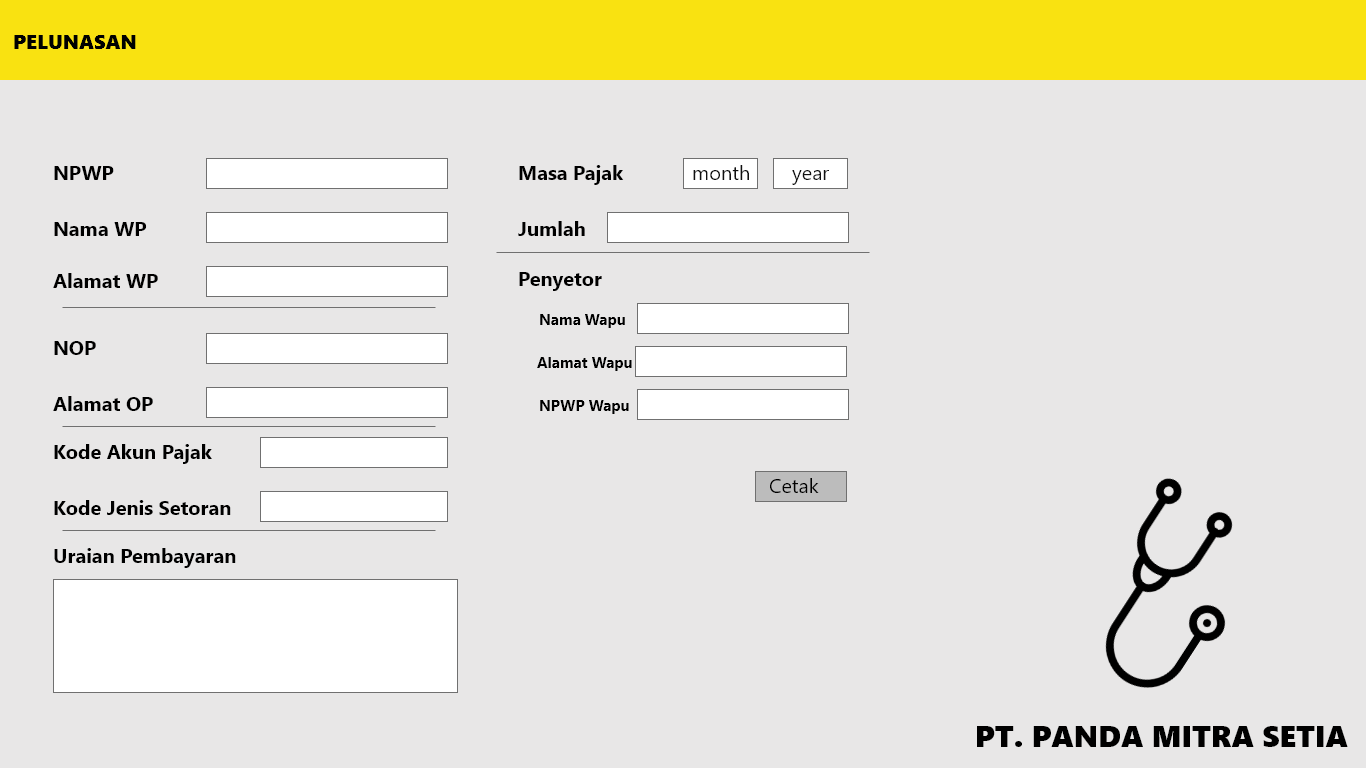 PELUNASAN
NPWP
Nama WP
Alamat WP
NOP
Alamat OP
Kode Akun Pajak
Kode Jenis Setoran
Uraian Pembayaran
Masa Pajak month year
Jumlah
Penyetor
Nama Wapu
Alamat Wapu
NPWP Wapu
Cetak
PT. PANDA MITRA SETIA